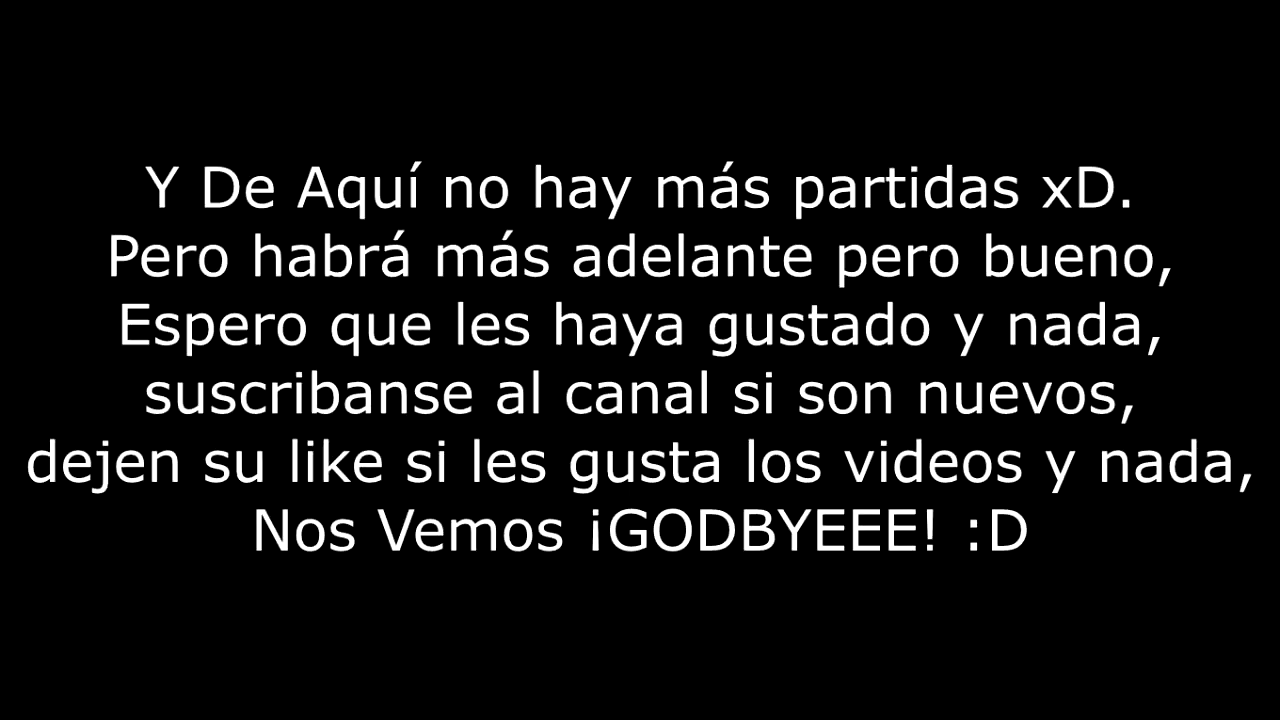 Y De Aquí no hay más partidas xD.
Pero habrá más adelante pero bueno,
Espero que les haya gustado y nada,
suscribanse al canal si son nuevos,
dejen su like si les gusta los videos y nada,
Nos Vemos ¡GODBYEEE! :D